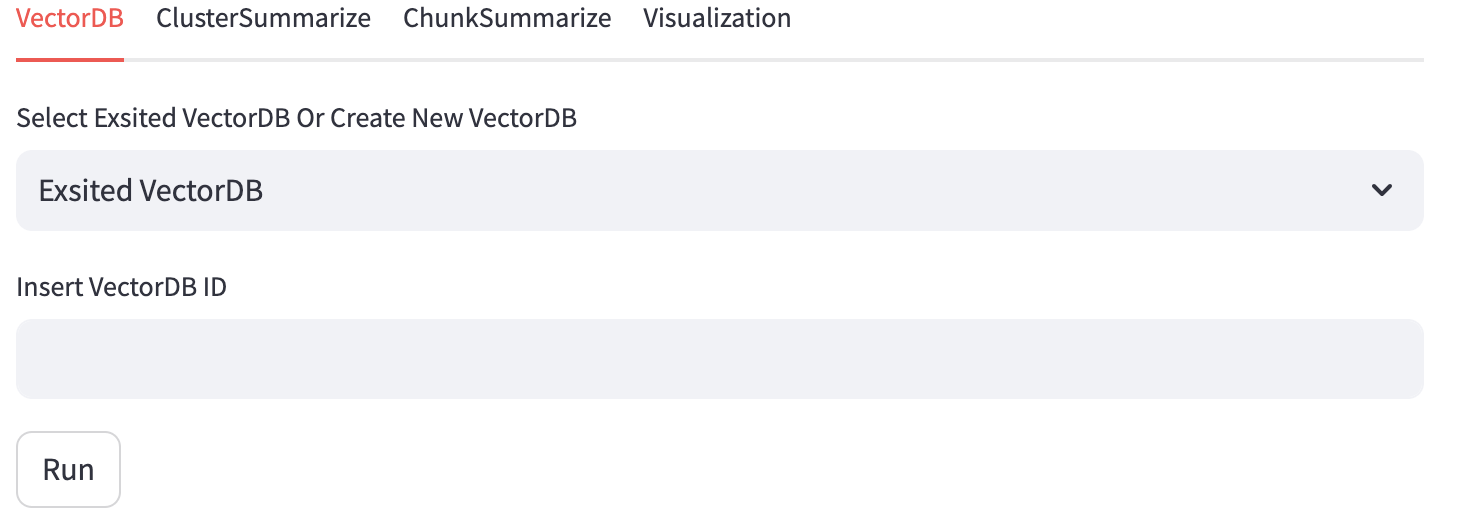 VectorDB ClusterSummarize ChunkSummarize Visualization
Select Exsited VectorDB Or Create New VectorDB
Exsited VectorDB
Insert VectorDB ID
Run